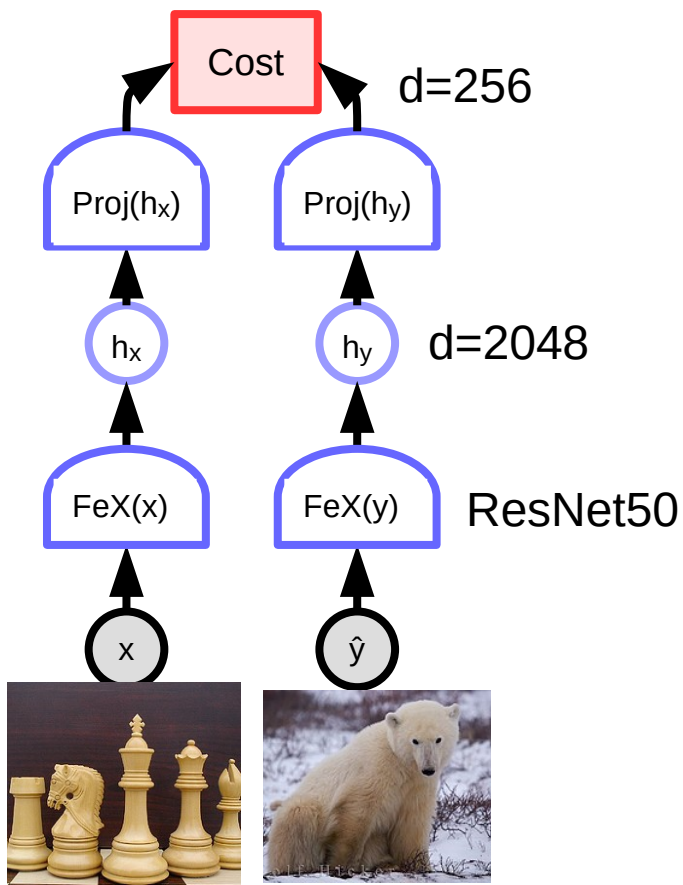 Cost
d=256
Proj(hx) Proj(hy)
hx hy d=2048
FeX(x) FeX(y) ResNet50
x ŷ